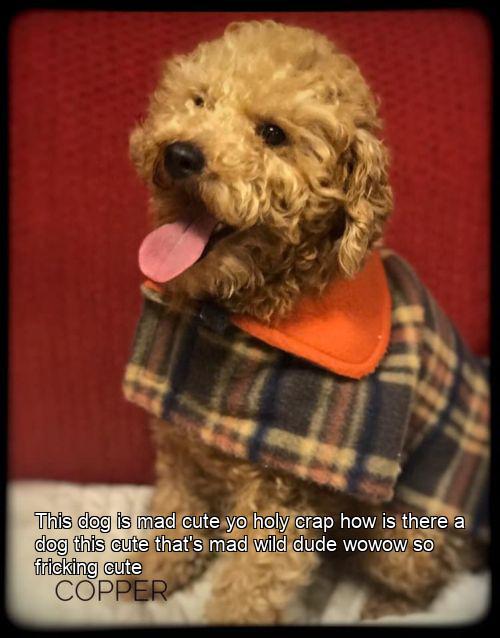 This dog is mad cute yo holy crap how is there a
dog this cute that's mad wild dude wowow so
fricking cute
COPPER